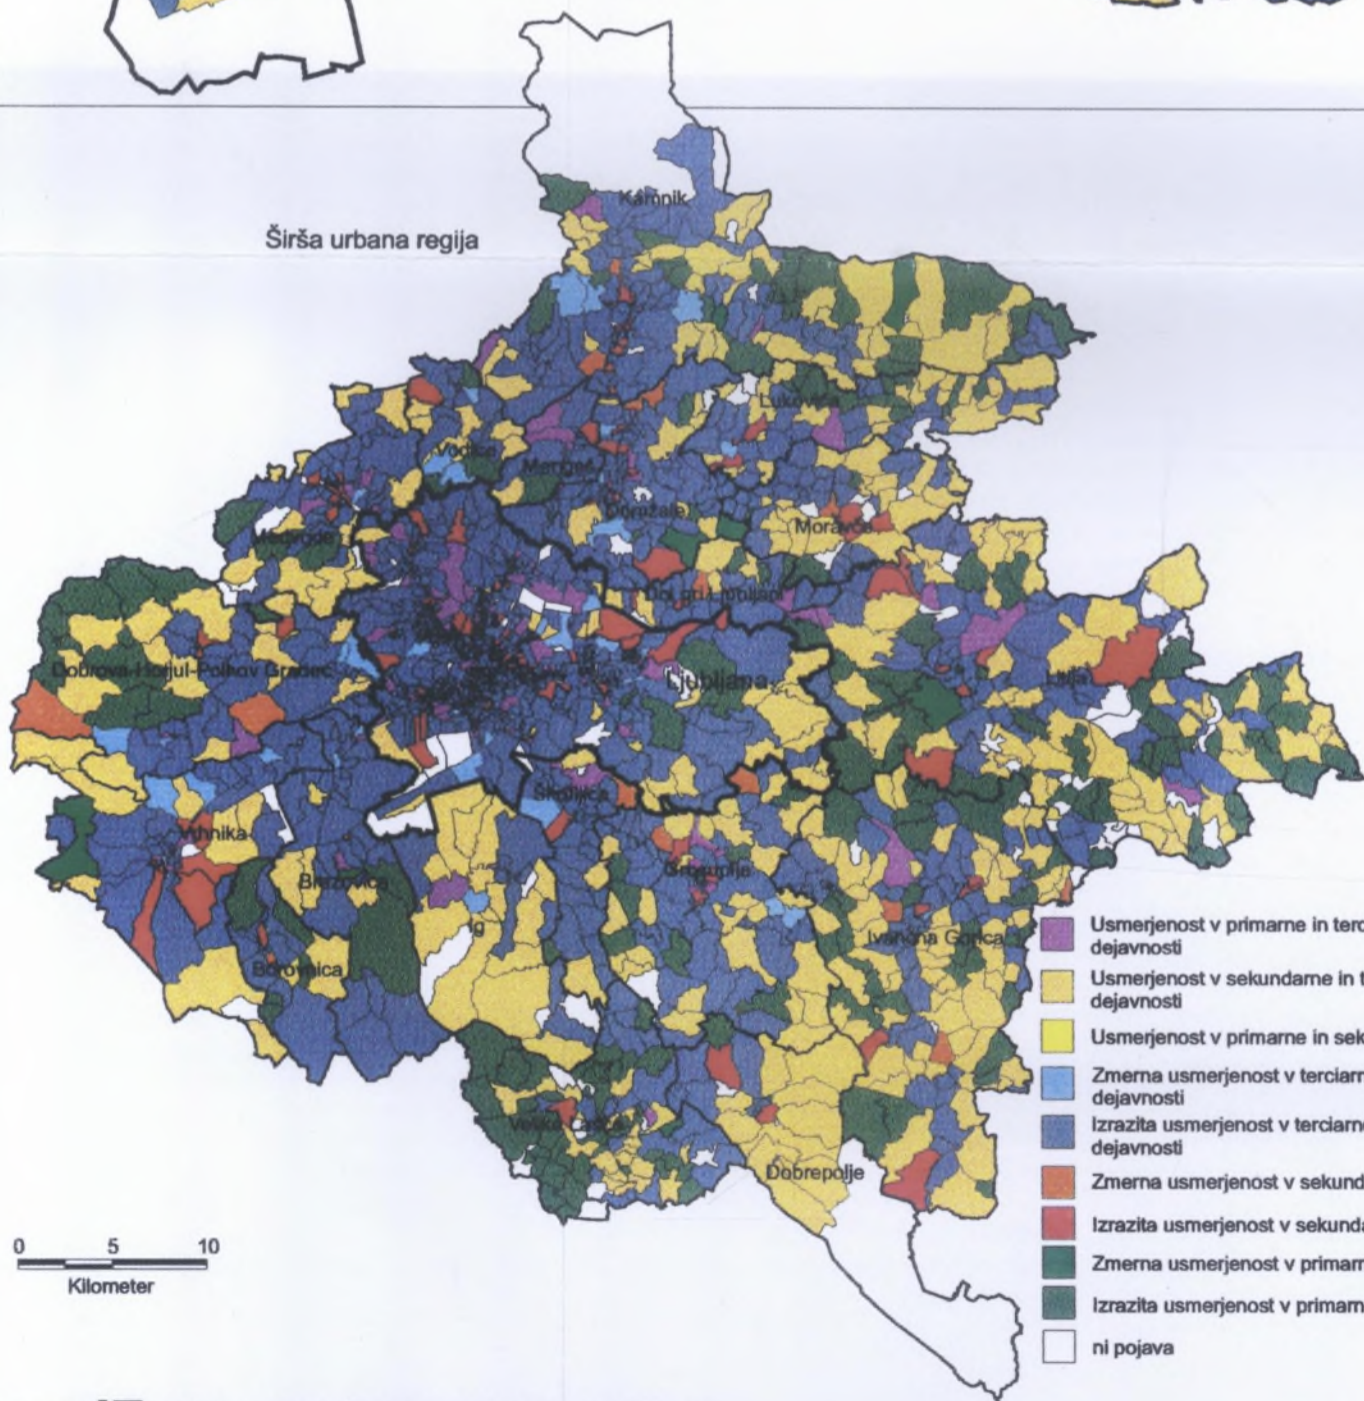 Kamnik
Širša urbana regija
Lukovica
Vodice
Mengeš
Domžale
Moravče
Medvode
Dol pri Ljubljani
Dobrova-Horjul-Polhov Gradec
Ljubljana
Litija
Škofljica
Vrhnika
Grosuplje
Brezovica
Ig
Ivančna Gorica
Borovnica
Velike Lašče
Dobrepolje
Usmerjenost v primarne in terc
dejavnosti
Usmerjenost v sekundarne in t
dejavnosti
Usmerjenost v primarne in sek
Zmerna usmerjenost v terciarn
dejavnosti
Izrazita usmerjenost v terciarn
dejavnosti
Zmerna usmerjenost v sekund
Izrazita usmerjenost v sekunda
Zmerna usmerjenost v primarn
Izrazita usmerjenost v primarn
ni pojava
0 5 10
Kilometer